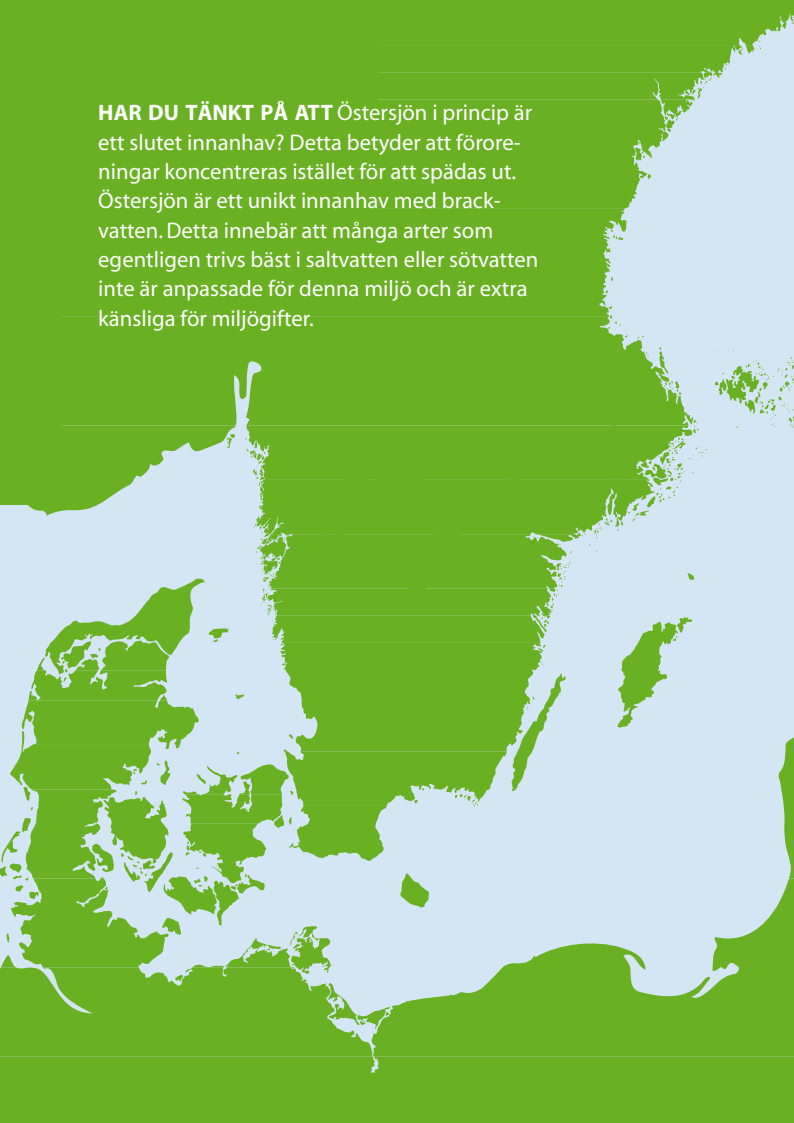 HAR DU TÄNKT PÅ ATT Östersjön i princip är
ett slutet innanhav? Detta betyder att förore-
ningar koncentreras istället för att spädas ut.
Östersjön är ett unikt innanhav med brack-
vatten. Detta innebär att många arter som
egentligen trivs bäst i saltvatten eller sötvatten
inte är anpassade för denna miljö och är extra
känsliga för miljögifter.